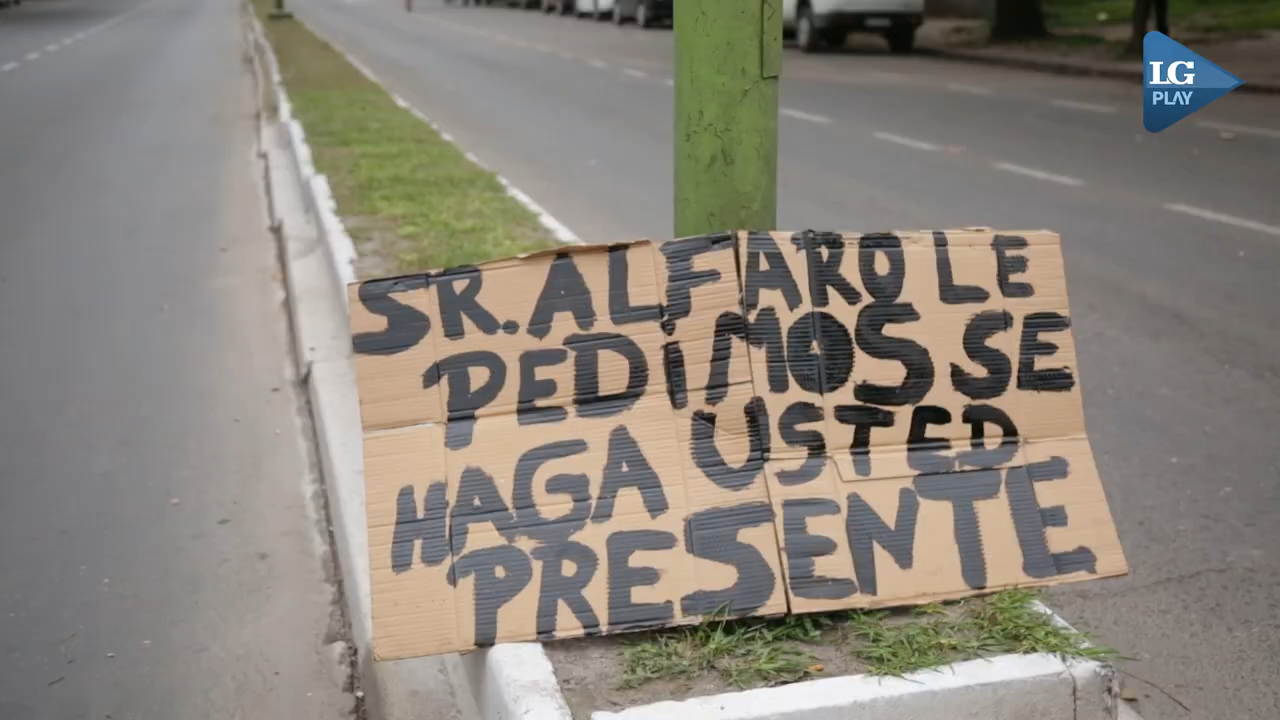 LG
PLAY
SR. ALFARO LE
PEDiMOS SE
HAGA USTED
PRESENTE